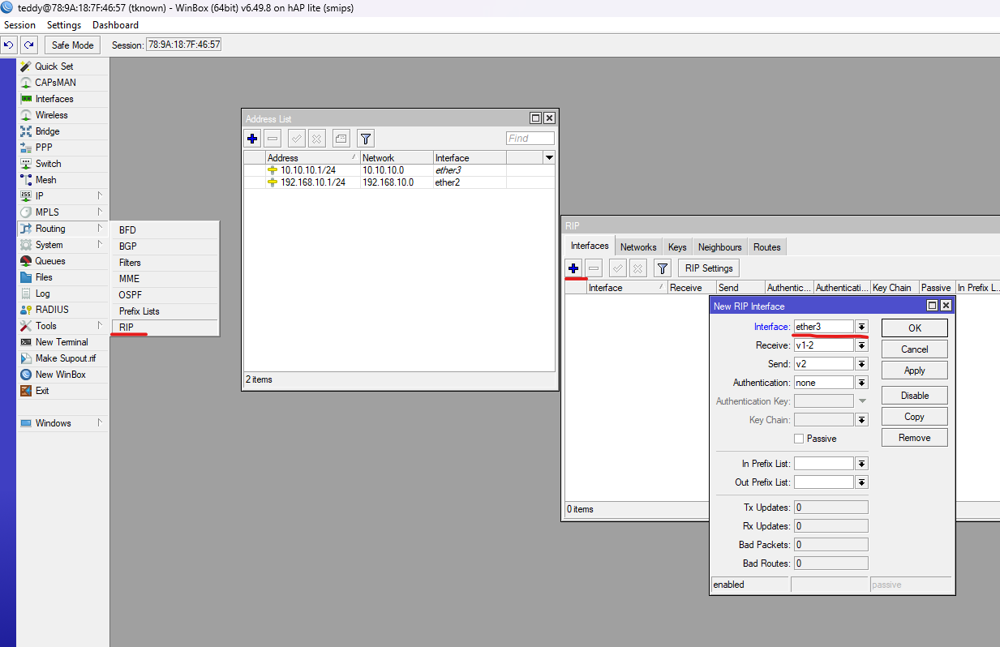 teddy@78:9A:18:7F:46:57 (tknown) - WinBox (64bit) v6.49.8 on hAP lite (smips)
Session Settings Dashboard
Safe Mode Session: 78:9A:18:7F:46:57
Quick Set
CAPsMAN
Interfaces
Wireless
Bridge
PPP
Switch
Mesh
255 IP
MPLS
Routing
System
Queues
Files
Log
RADIUS
Tools
New Terminal
Make Supout.rif
New WinBox
Exit
Windows
BFD
BGP
Filters
MME
OSPF
Prefix Lists
RIP
Address List
Find
Address Network Interface
10.10.10.1/24 10.10.10.0 ether3
192.168.10.1/24 192.168.10.0 ether2
2 items
RIP
Interfaces Networks Keys Neighbours Routes
RIP Settings
Interface Receive Send Authentic... Authenticati... Key Chain Passive In Prefix L...
0 items
New RIP Interface
Interface: ether3 OK
Receive: v1-2 Cancel
Send: v2 Apply
Authentication: none
Disable
Authentication Key:
Copy
Key Chain:
Passive Remove
In Prefix List:
Out Prefix List:
Tx Updates: 0
Rx Updates: 0
Bad Packets: 0
Bad Routes: 0
enabled passive